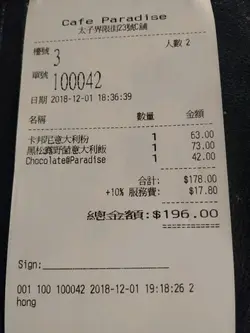 Cafe Paradise
太子界限街23號C舖
檯號 3 人數 2
單號 100042
日期 2018-12-01 18:36:39
名稱 數量 金額
卡邦尼意大利粉 1 63.00
黑松露野菌意大利飯 1 73.00
Chocolate@Paradise 1 42.00
合計: $178.00
+10% 服務費: $17.80
總金額:$196.00
Sign:
001 100 100042 2018-12-01 19:18:26 2
hong